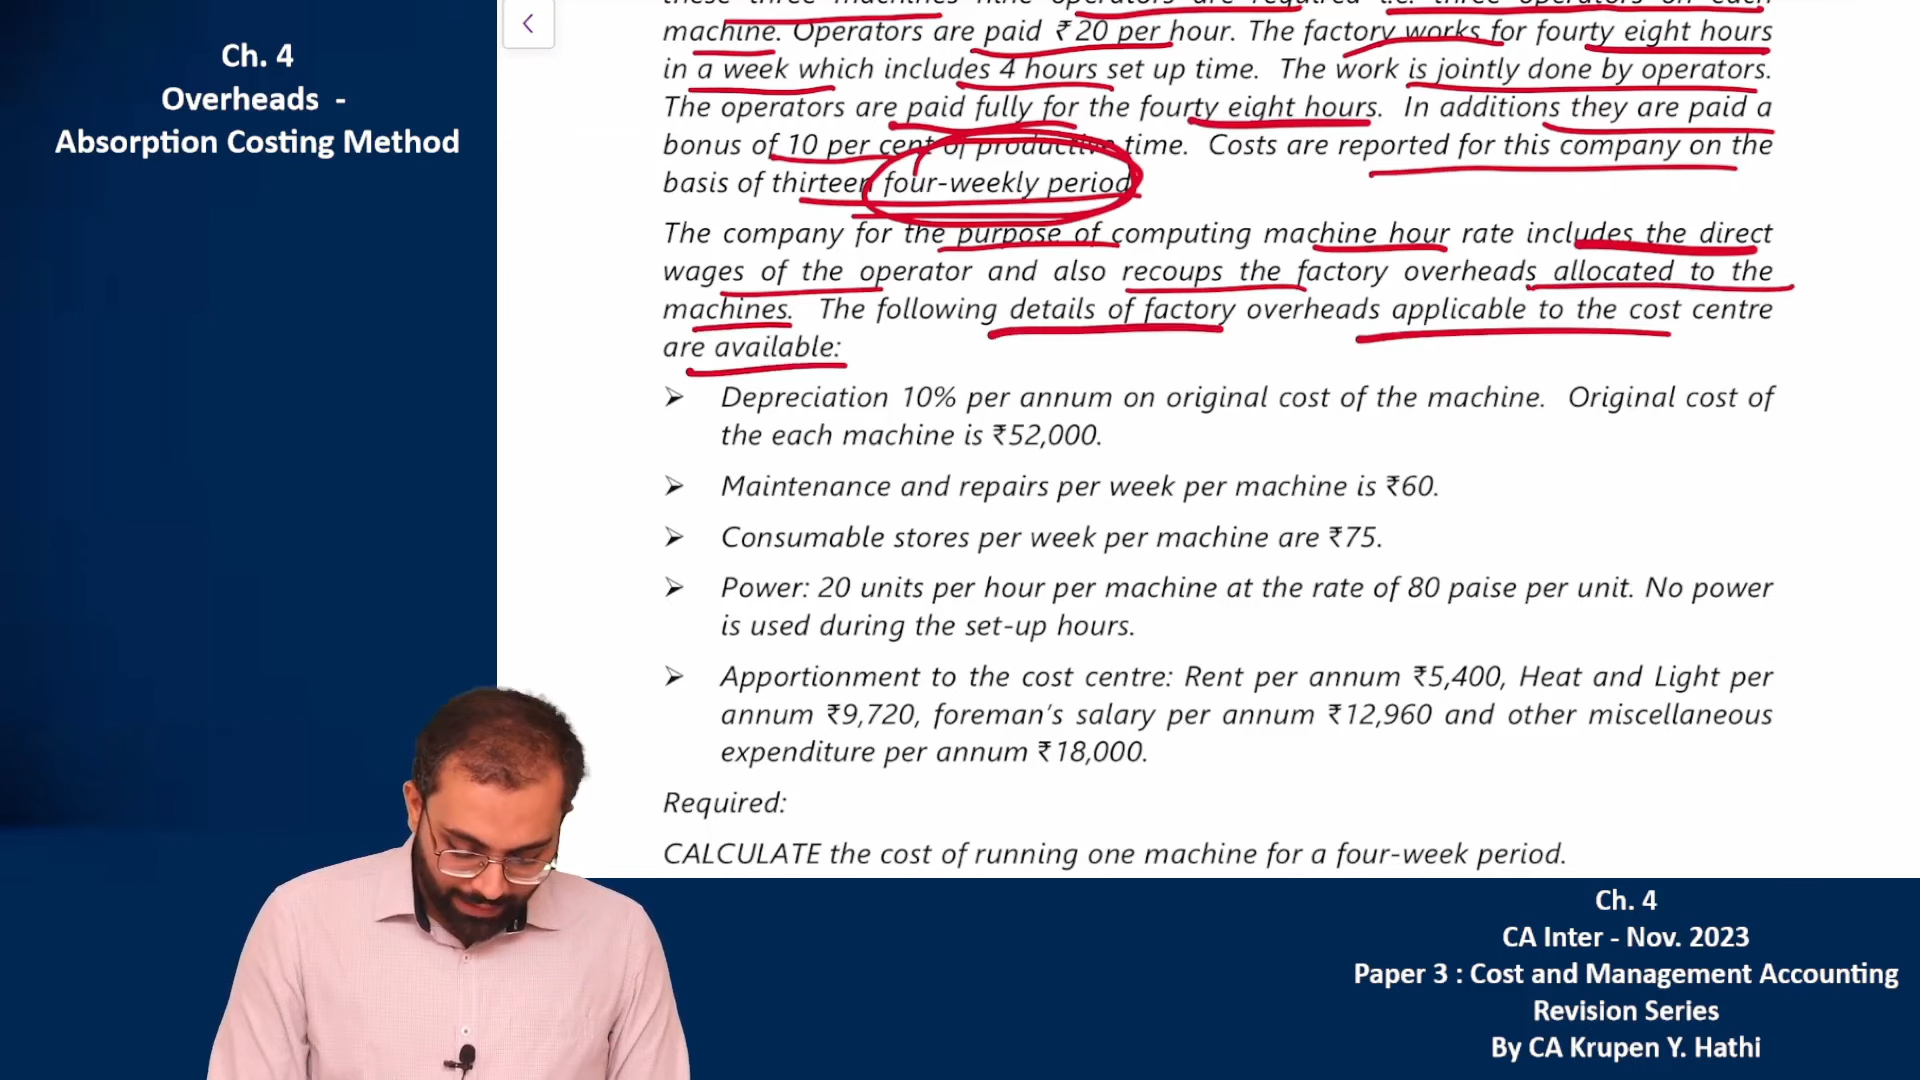 Ch. 4
Overheads -
Absorption Costing Method
these three machines nine operators are required i.e. three operators on each
machine. Operators are paid ₹20 per hour. The factory works for fourty eight hours
in a week which includes 4 hours set up time. The work is jointly done by operators.
The operators are paid fully for the fourty eight hours. In additions they are paid a
bonus of 10 per cent of productive time. Costs are reported for this company on the
basis of thirteen four-weekly period
The company for the purpose of computing machine hour rate includes the direct
wages of the operator and also recoups the factory overheads allocated to the
machines. The following details of factory overheads applicable to the cost centre
are available:
➢ Depreciation 10% per annum on original cost of the machine. Original cost of
the each machine is ₹52,000.
➢ Maintenance and repairs per week per machine is ₹60.
➢ Consumable stores per week per machine are ₹75.
➢ Power: 20 units per hour per machine at the rate of 80 paise per unit. No power
is used during the set-up hours.
➢ Apportionment to the cost centre: Rent per annum ₹5,400, Heat and Light per
annum ₹9,720, foreman's salary per annum ₹12,960 and other miscellaneous
expenditure per annum ₹18,000.
Required:
CALCULATE the cost of running one machine for a four-week period.
Ch. 4
CA Inter - Nov. 2023
Paper 3 : Cost and Management Accounting
Revision Series
By CA Krupen Y. Hathi